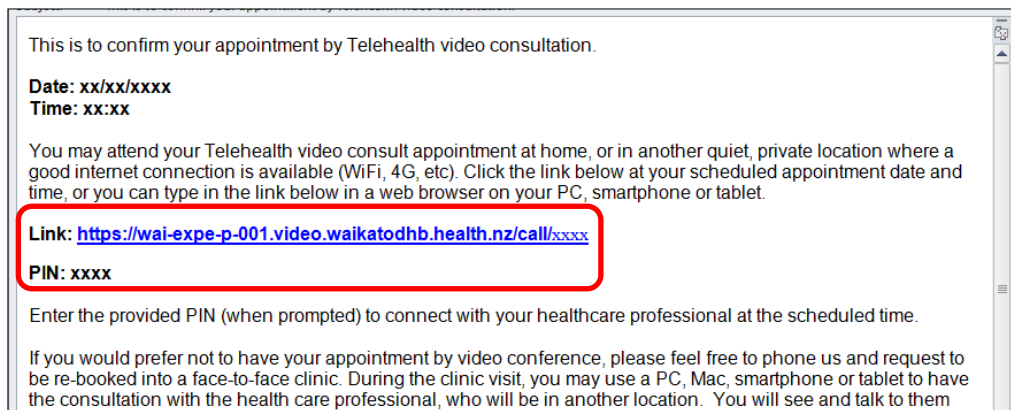 This is to confirm your appointment by Telehealth video consultation.
Date: xx/xx/xxxx
Time: xx:xx
You may attend your Telehealth video consult appointment at home, or in another quiet, private location where a
good internet connection is available (WiFi, 4G, etc). Click the link below at your scheduled appointment date and
time, or you can type in the link below in a web browser on your PC, smartphone or tablet.
Link: https://wai-expe-p-001.video.waikatodhb.health.nz/call/xxxx
PIN: xxxx
Enter the provided PIN (when prompted) to connect with your healthcare professional at the scheduled time.
If you would prefer not to have your appointment by video conference, please feel free to phone us and request to
be re-booked into a face-to-face clinic. During the clinic visit, you may use a PC, Mac, smartphone or tablet to have
the consultation with the health care professional, who will be in another location. You will see and talk to them